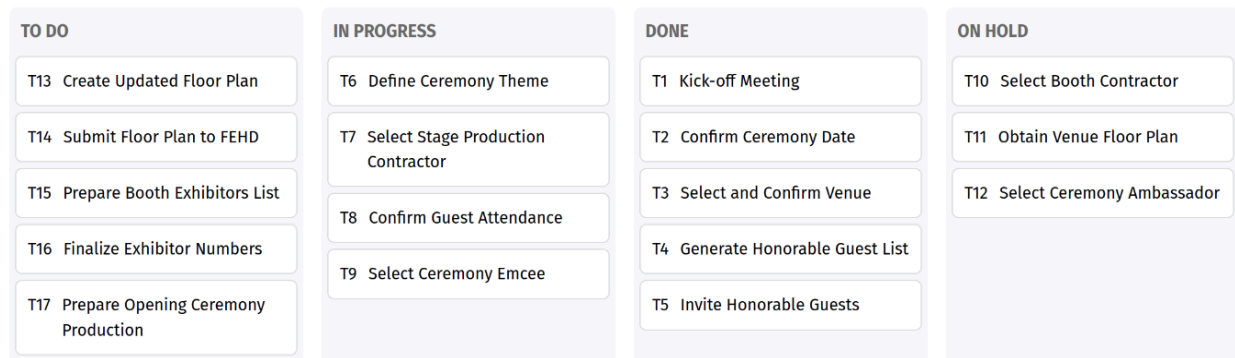 TO DO
T13 Create Updated Floor Plan
T14 Submit Floor Plan to FEHD
T15 Prepare Booth Exhibitors List
T16 Finalize Exhibitor Numbers
T17 Prepare Opening Ceremony
Production
IN PROGRESS
T6 Define Ceremony Theme
T7 Select Stage Production
Contractor
T8 Confirm Guest Attendance
T9 Select Ceremony Emcee
DONE
T1 Kick-off Meeting
T2 Confirm Ceremony Date
T3 Select and Confirm Venue
T4 Generate Honorable Guest List
T5 Invite Honorable Guests
ON HOLD
T10 Select Booth Contractor
T11 Obtain Venue Floor Plan
T12 Select Ceremony Ambassador